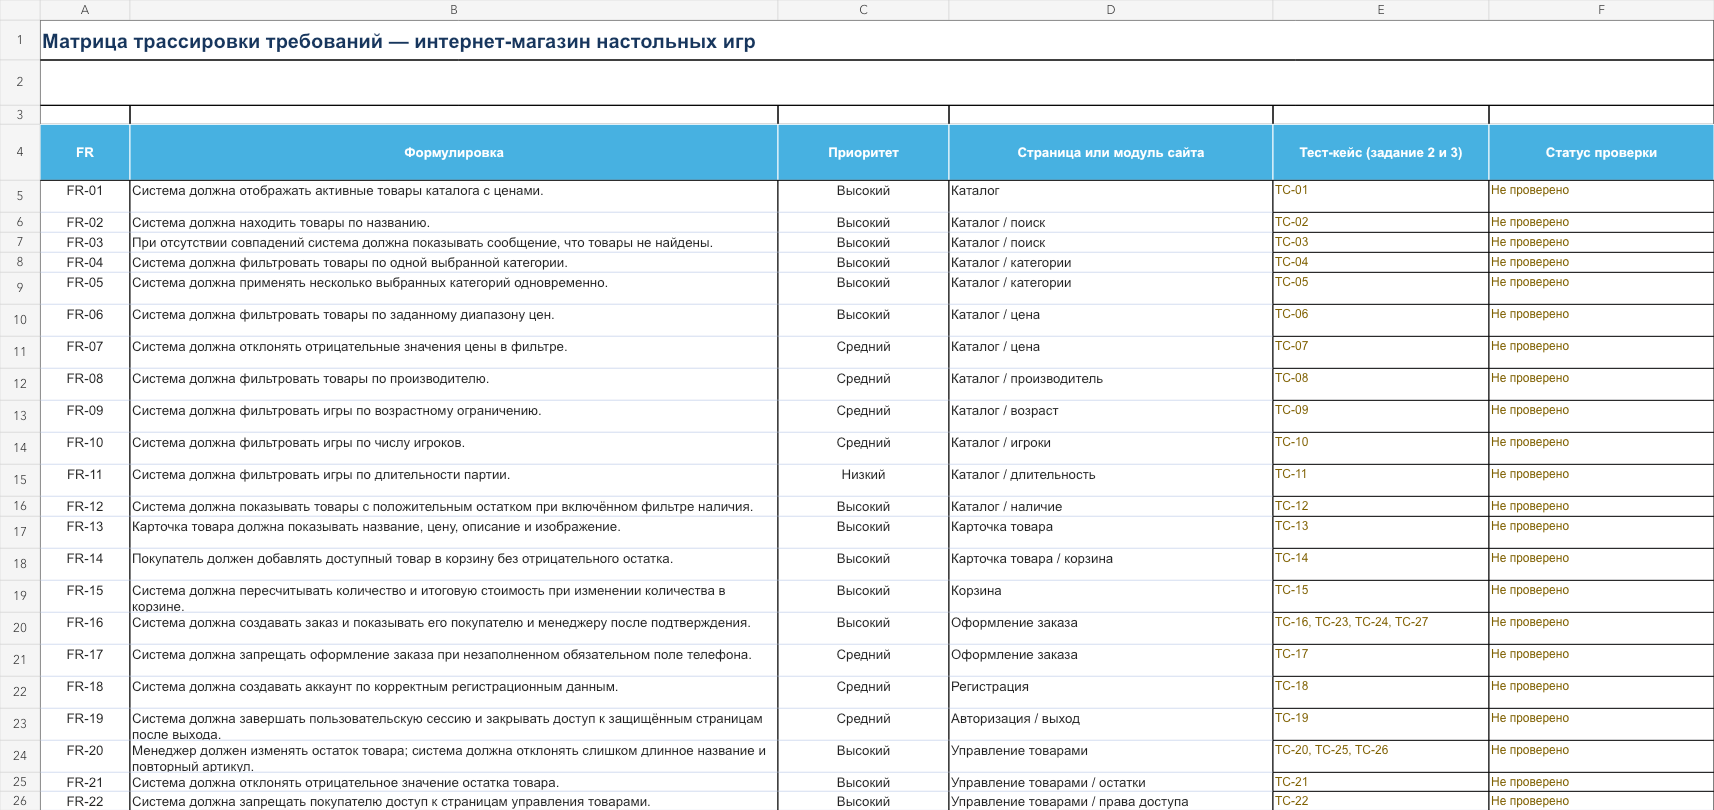 A B C D E F
1 Матрица трассировки требований — интернет-магазин настольных игр
2
3
4 FR Формулировка Приоритет Страница или модуль сайта Тест-кейс (задание 2 и 3) Статус проверки
5 FR-01 Система должна отображать активные товары каталога с ценами. Высокий Каталог TC-01 Не проверено
6 FR-02 Система должна находить товары по названию. Высокий Каталог / поиск TC-02 Не проверено
7 FR-03 При отсутствии совпадений система должна показывать сообщение, что товары не найдены. Высокий Каталог / поиск TC-03 Не проверено
8 FR-04 Система должна фильтровать товары по одной выбранной категории. Высокий Каталог / категории TC-04 Не проверено
9 FR-05 Система должна применять несколько выбранных категорий одновременно. Высокий Каталог / категории TC-05 Не проверено
10 FR-06 Система должна фильтровать товары по заданному диапазону цен. Высокий Каталог / цена TC-06 Не проверено
11 FR-07 Система должна отклонять отрицательные значения цены в фильтре. Средний Каталог / цена TC-07 Не проверено
12 FR-08 Система должна фильтровать товары по производителю. Средний Каталог / производитель TC-08 Не проверено
13 FR-09 Система должна фильтровать игры по возрастному ограничению. Средний Каталог / возраст TC-09 Не проверено
14 FR-10 Система должна фильтровать игры по числу игроков. Средний Каталог / игроки TC-10 Не проверено
15 FR-11 Система должна фильтровать игры по длительности партии. Низкий Каталог / длительность TC-11 Не проверено
16 FR-12 Система должна показывать товары с положительным остатком при включённом фильтре наличия. Высокий Каталог / наличие TC-12 Не проверено
17 FR-13 Карточка товара должна показывать название, цену, описание и изображение. Высокий Карточка товара TC-13 Не проверено
18 FR-14 Покупатель должен добавлять доступный товар в корзину без отрицательного остатка. Высокий Карточка товара / корзина TC-14 Не проверено
19 FR-15 Система должна пересчитывать количество и итоговую стоимость при изменении количества в Высокий Корзина TC-15 Не проверено
корзине.
20 FR-16 Система должна создавать заказ и показывать его покупателю и менеджеру после подтверждения. Высокий Оформление заказа TC-16, TC-23, TC-24, TC-27 Не проверено
21 FR-17 Система должна запрещать оформление заказа при незаполненном обязательном поле телефона. Средний Оформление заказа TC-17 Не проверено
22 FR-18 Система должна создавать аккаунт по корректным регистрационным данным. Средний Регистрация TC-18 Не проверено
23 FR-19 Система должна завершать пользовательскую сессию и закрывать доступ к защищённым страницам Средний Авторизация / выход TC-19 Не проверено
после выхода.
24 FR-20 Менеджер должен изменять остаток товара; система должна отклонять слишком длинное название и Высокий Управление товарами TC-20, TC-25, TC-26 Не проверено
повторный артикул.
25 FR-21 Система должна отклонять отрицательное значение остатка товара. Высокий Управление товарами / остатки TC-21 Не проверено
26 FR-22 Система должна запрещать покупателю доступ к страницам управления товарами. Высокий Управление товарами / права доступа TC-22 Не проверено